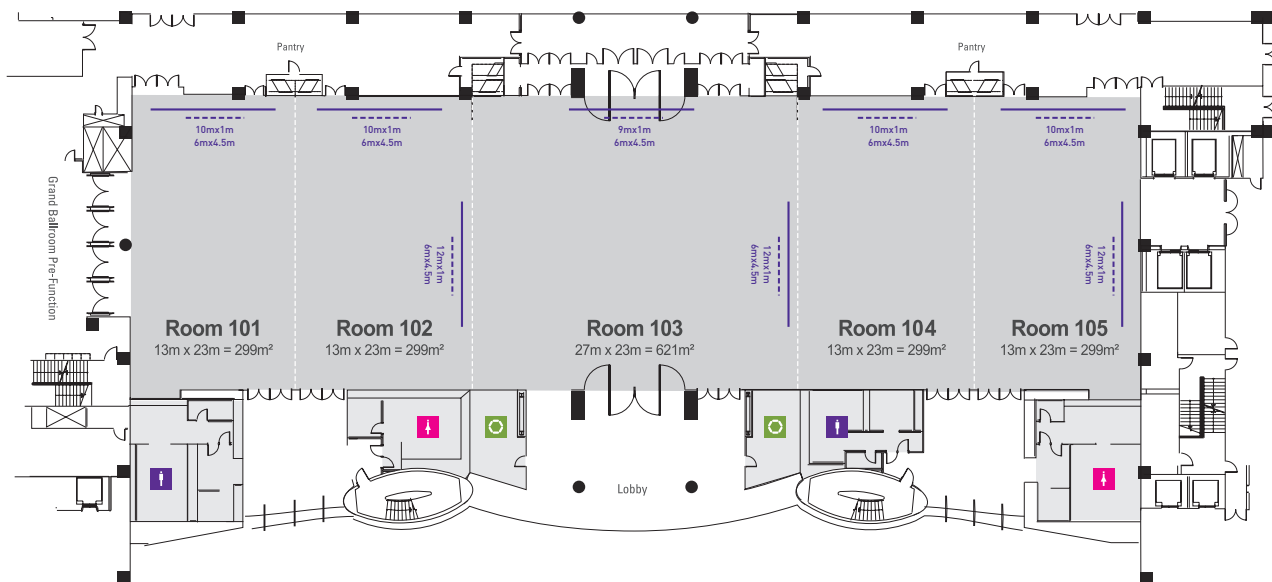 Pantry
Pantry
10mx1m
6mx4.5m
10mx1m
6mx4.5m
9mx1m
6mx4.5m
10mx1m
6mx4.5m
10mx1m
6mx4.5m
Grand Ballroom Pre-Function
12mx1m
6mx4.5m
12mx1m
6mx4.5m
12mx1m
6mx4.5m
Room 101
13m x 23m = 299m²
Room 102
13m x 23m = 299m²
Room 103
27m x 23m = 621m²
Room 104
13m x 23m = 299m²
Room 105
13m x 23m = 299m²
Lobby